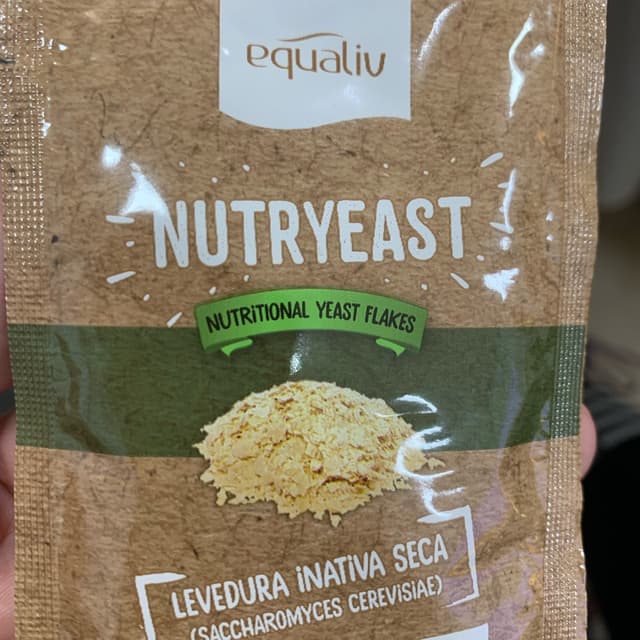 equaliv
NUTRYEAST
NUTRITIONAL YEAST FLAKES
LEVEDURA iNATIVA SECA
(SACCHAROMYCES CEREVISIAE)